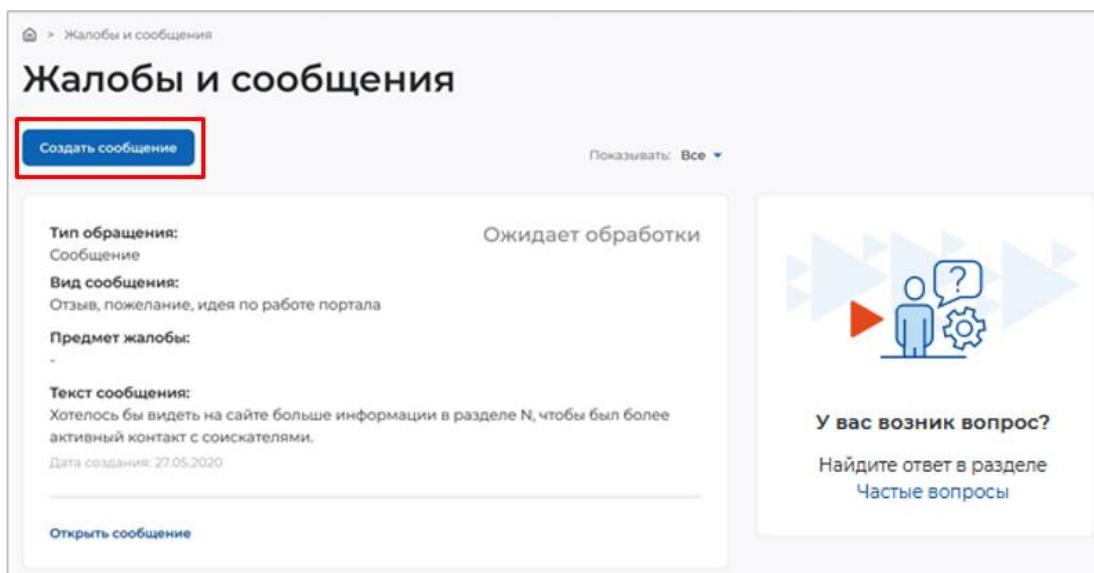 > Жалобы и сообщения
Жалобы и сообщения
Создать сообщение
Показывать: Все
Тип обращения:
Сообщение
Ожидает обработки
Вид сообщения:
Отзыв, пожелание, идея по работе портала
Предмет жалобы:
-
Текст сообщения:
Хотелось бы видеть на сайте больше информации в разделе N, чтобы был более
активный контакт с соискателями.
Дата создания: 27.05.2020
Открыть сообщение
?
У вас возник вопрос?
Найдите ответ в разделе
Частые вопросы